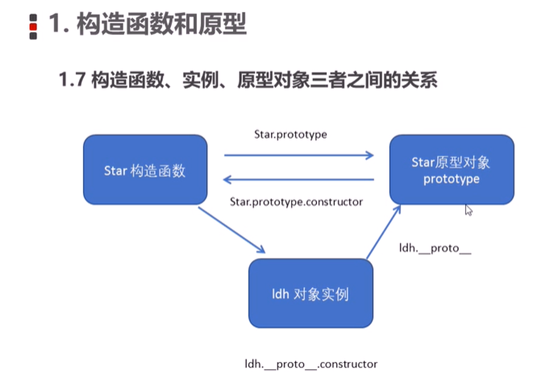 1. 构造函数和原型
1.7 构造函数、实例、原型对象三者之间的关系
Star.prototype
Star 构造函数
Star原型对象
prototype
Star.prototype.constructor
ldh.__proto__
ldh 对象实例
ldh.__proto__.constructor